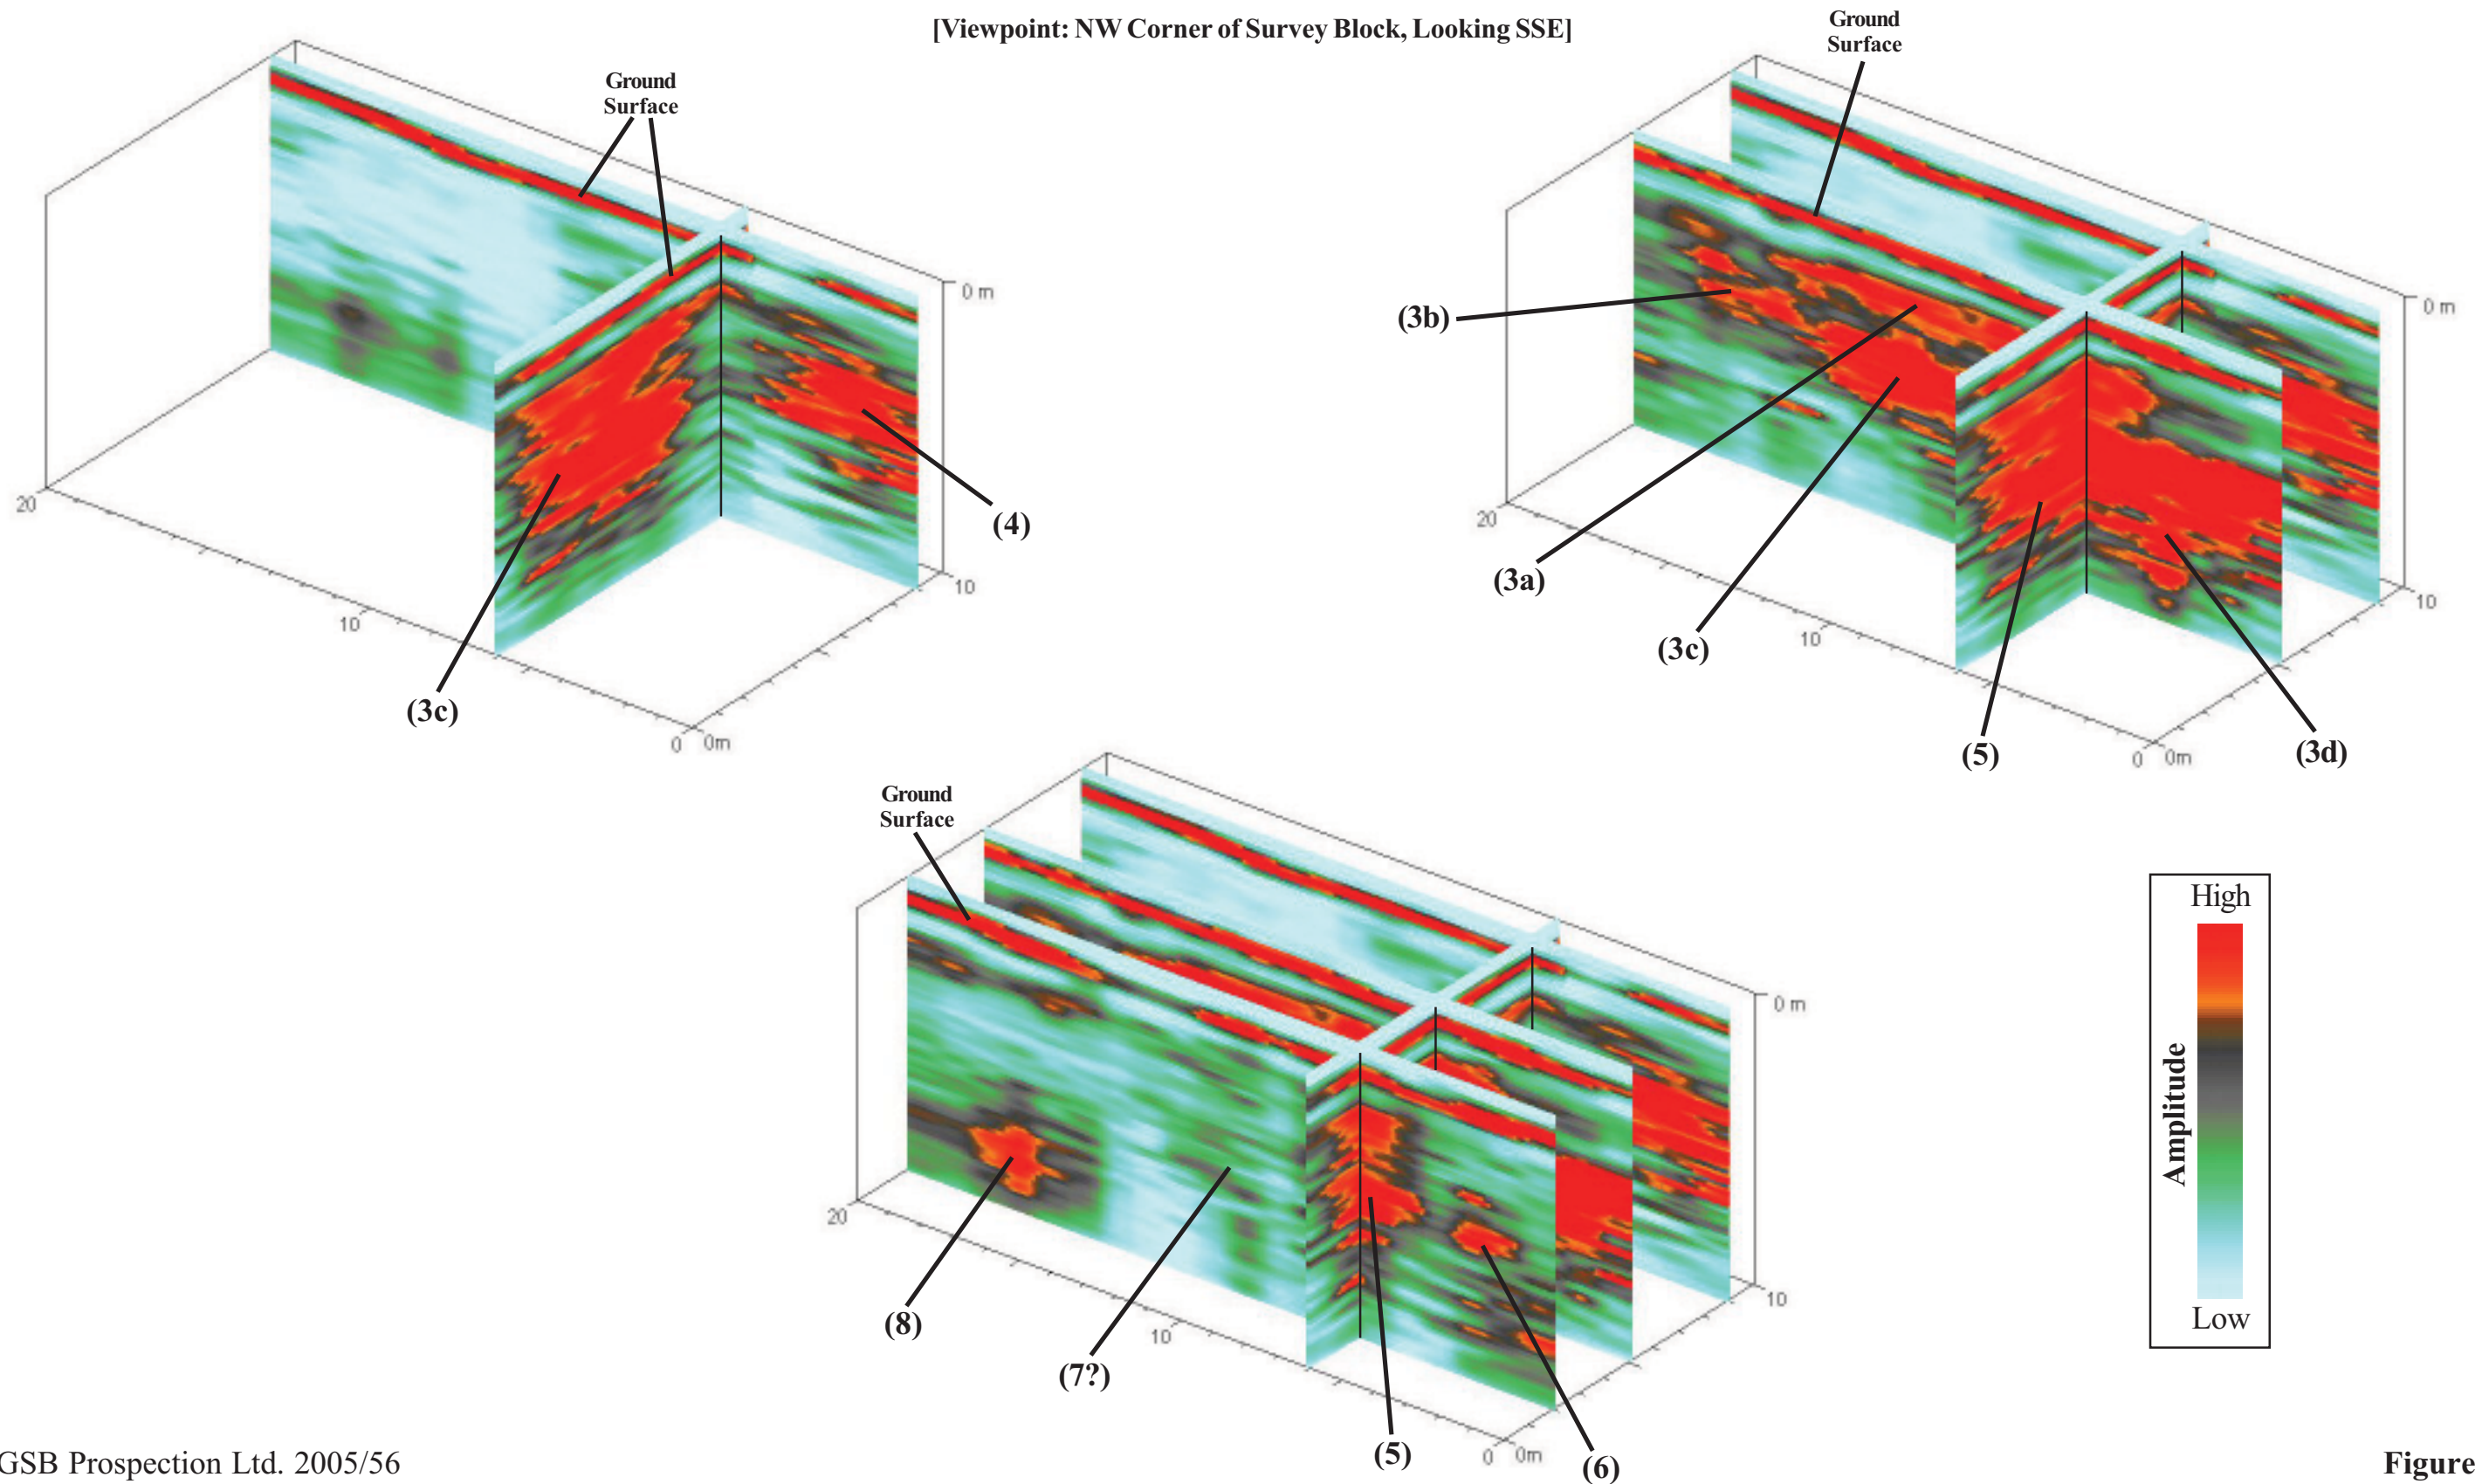 [Viewpoint: NW Corner of Survey Block, Looking SSE]
Ground
Surface
0 m
10
20
10
0
0m
(4)
(3c)
Ground
Surface
0 m
10
20
10
0
0m
(3b)
(3a)
(3c)
(5)
(3d)
Ground
Surface
0 m
10
20
10
0
0m
(8)
(7?)
(5)
(6)
High
Amplitude
Low
GSB Prospection Ltd. 2005/56
Figure